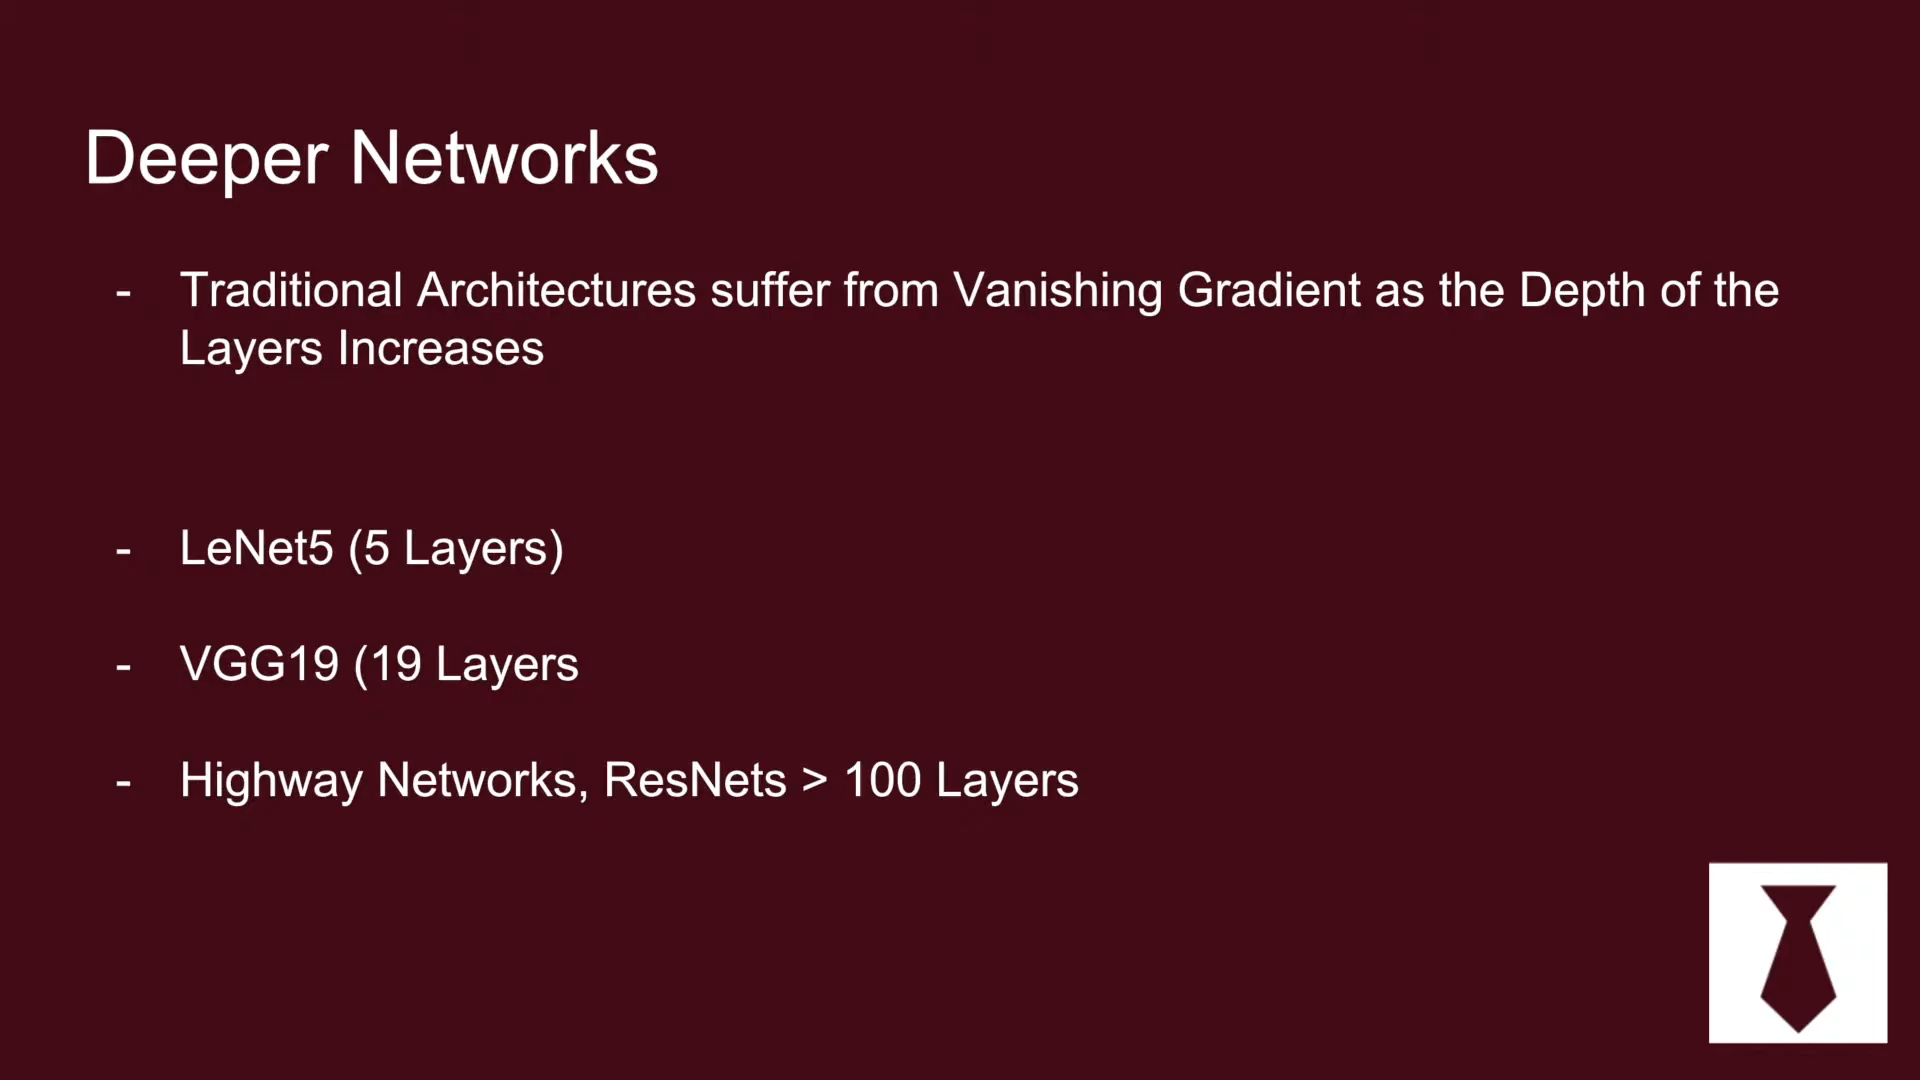 Deeper Networks
- Traditional Architectures suffer from Vanishing Gradient as the Depth of the
Layers Increases
- LeNet5 (5 Layers)
- VGG19 (19 Layers
- Highway Networks, ResNets > 100 Layers